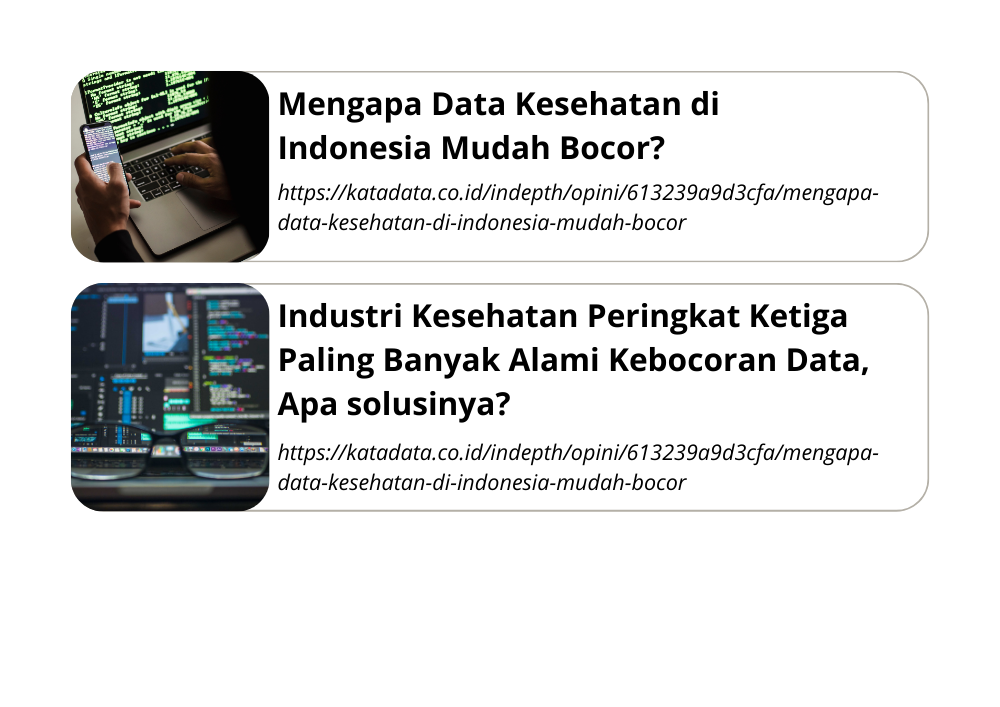 Mengapa Data Kesehatan di
Indonesia Mudah Bocor?
https://katadata.co.id/indepth/opini/613239a9d3cfa/mengapa-
data-kesehatan-di-indonesia-mudah-bocor
Industri Kesehatan Peringkat Ketiga
Paling Banyak Alami Kebocoran Data,
Apa solusinya?
https://katadata.co.id/indepth/opini/613239a9d3cfa/mengapa-
data-kesehatan-di-indonesia-mudah-bocor